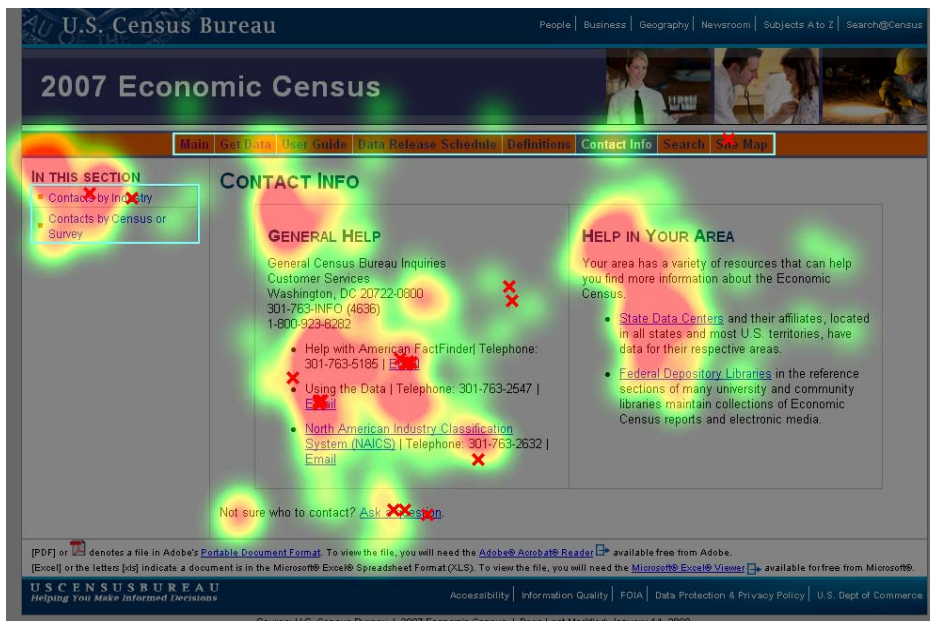 U.S. Census Bureau
People | Business | Geography | Newsroom | Subjects A to Z | Search@Census
2007 Economic Census
Main Get Data User Guide Data Release Schedule Definitions Contact Info Search Site Map
IN THIS SECTION
Contacts by Industry
Contacts by Census or
Survey
CONTACT INFO
GENERAL HELP
General Census Bureau Inquiries
Customer Services
Washington, DC 20722-0800
301-763-INFO (4636)
1-800-923-8282
Help with American FactFinder| Telephone:
301-763-5185 | Email
Using the Data | Telephone: 301-763-2547 |
Email
North American Industry Classification
System (NAICS) | Telephone: 301-763-2632 |
Email
HELP IN YOUR AREA
Your area has a variety of resources that can help
you find more information about the Economic
Census.
State Data Centers and their affiliates, located
in all states and most U.S. territories, have
data for their respective areas.
Federal Depository Libraries in the reference
sections of many university and community
libraries maintain collections of Economic
Census reports and electronic media.
Not sure who to contact? Ask a question.
[PDF] or denotes a file in Adobe's Portable Document Format. To view the file, you will need the Adobe® Acrobat® Reader available free from Adobe.
[Excel] or the letters [xls] indicate a document is in the Microsoft® Excel® Spreadsheet Format (XLS). To view the file, you will need the Microsoft® Excel® Viewer available for free from Microsoft®.
USCENSUSBUREAU
Helping You Make Informed Decisions
Accessibility | Information Quality | FOIA | Data Protection & Privacy Policy | U.S. Dept of Commerce